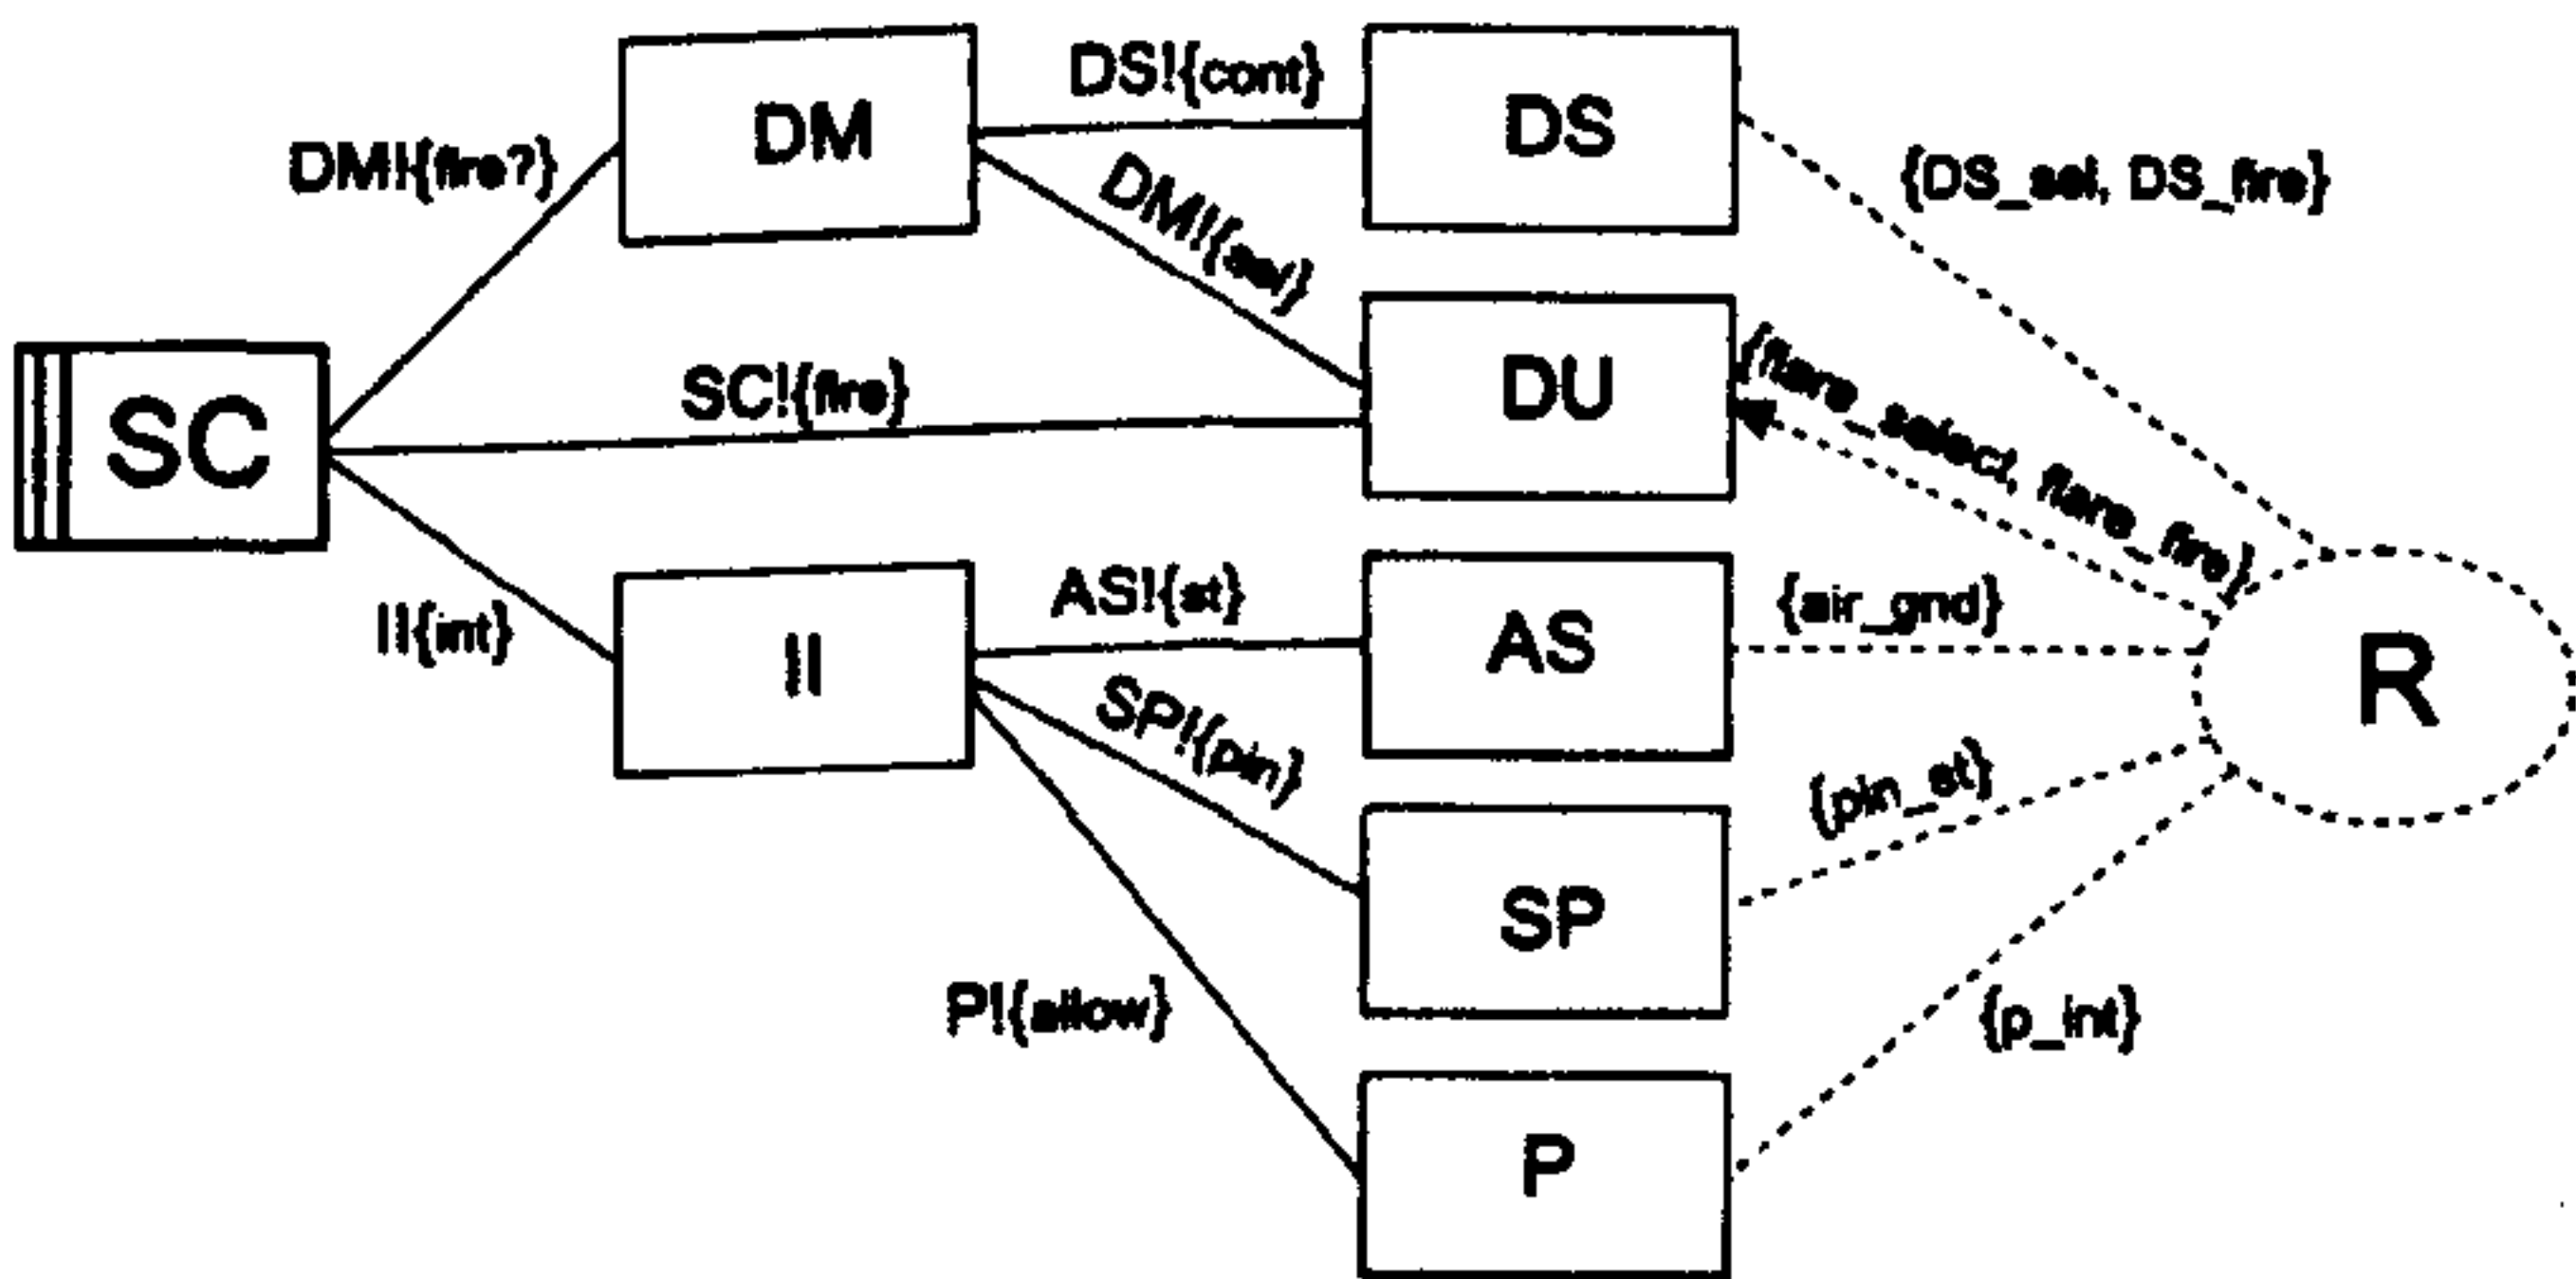 DM
DS!{cont}
DS
DM!{fire?}
{DS_sel, DS_fire}
DM!{sel}
SC
SC!{fire}
DU
{flare_select, flare_fire}
II{int}
II
AS!{st}
AS
{air_gnd}
R
SP!{pin}
SP
{pin_st}
P!{allow}
P
{p_int}